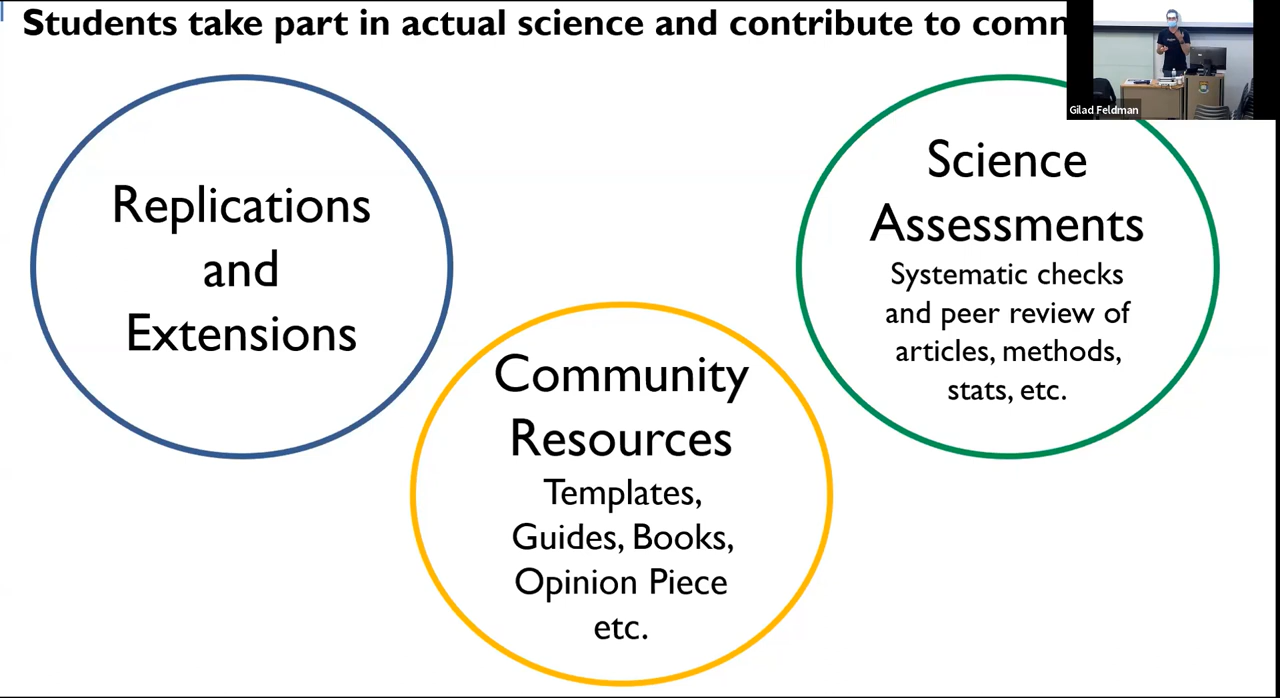 Students take part in actual science and contribute to
Gilad Feldman
Replications
and
Extensions
Science
Assessments
Systematic checks
and peer review of
articles, methods,
stats, etc.
Community
Resources
Templates,
Guides, Books,
Opinion Piece
etc.